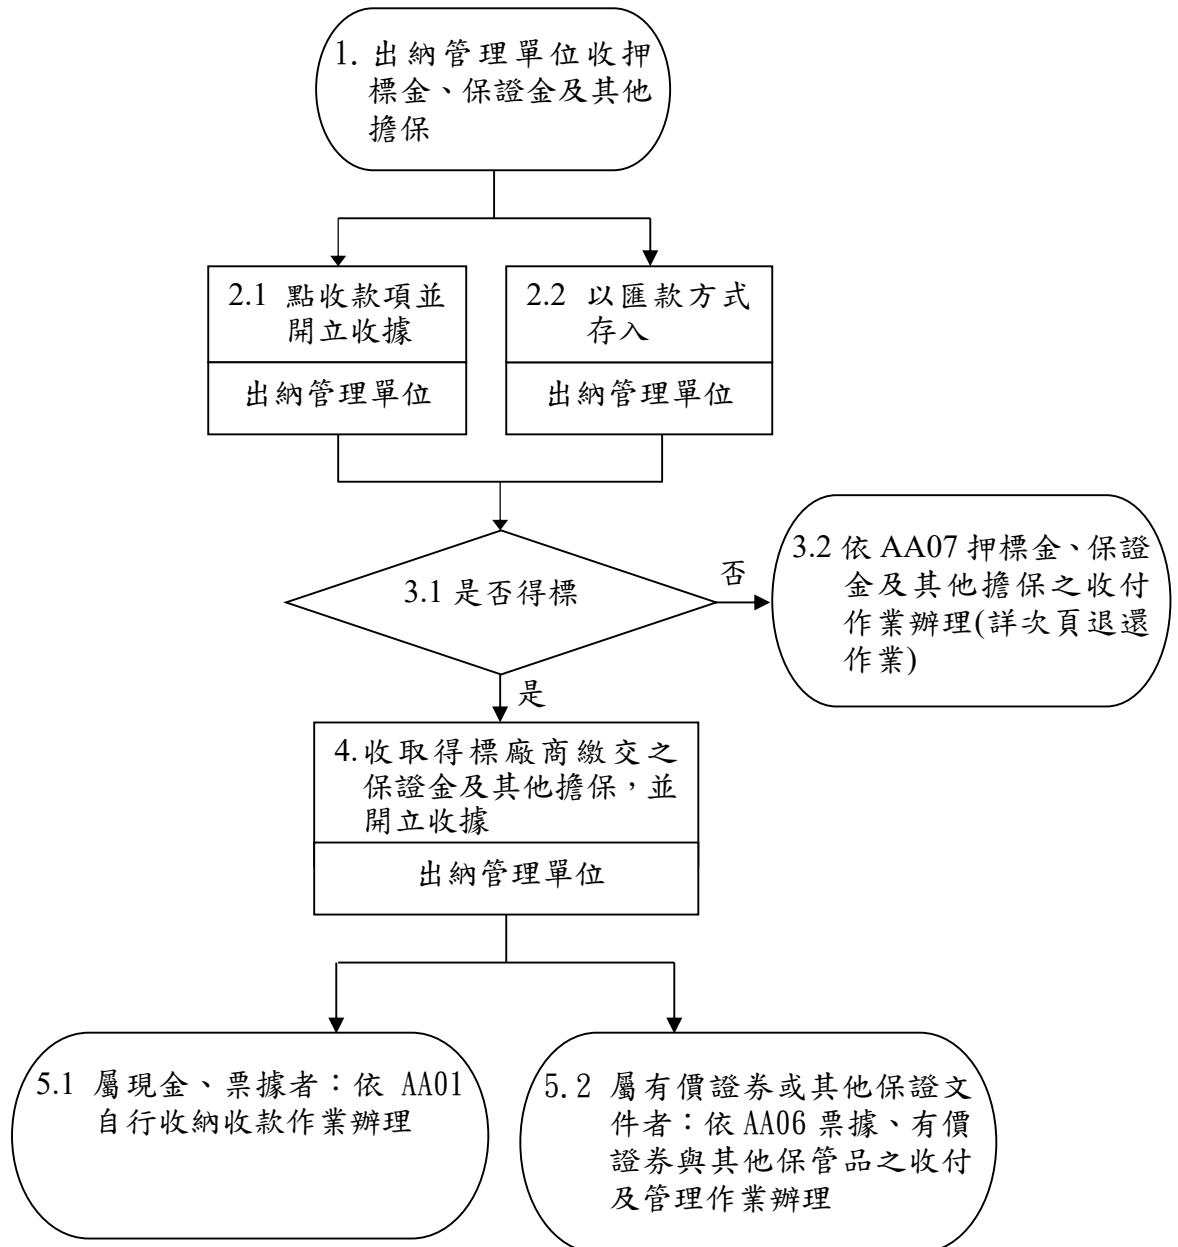 1. 出納管理單位收押
標金、保證金及其他
擔保
2.1 點收款項並
開立收據
出納管理單位
2.2 以匯款方式
存入
出納管理單位
3.1 是否得標
否
3.2 依 AA07 押標金、保證
金及其他擔保之收付
作業辦理(詳次頁退還
作業)
是
4. 收取得標廠商繳交之
保證金及其他擔保，並
開立收據
出納管理單位
5.1 屬現金、票據者：依 AA01
自行收納收款作業辦理
5.2 屬有價證券或其他保證文
件者：依 AA06 票據、有價
證券與其他保管品之收付
及管理作業辦理